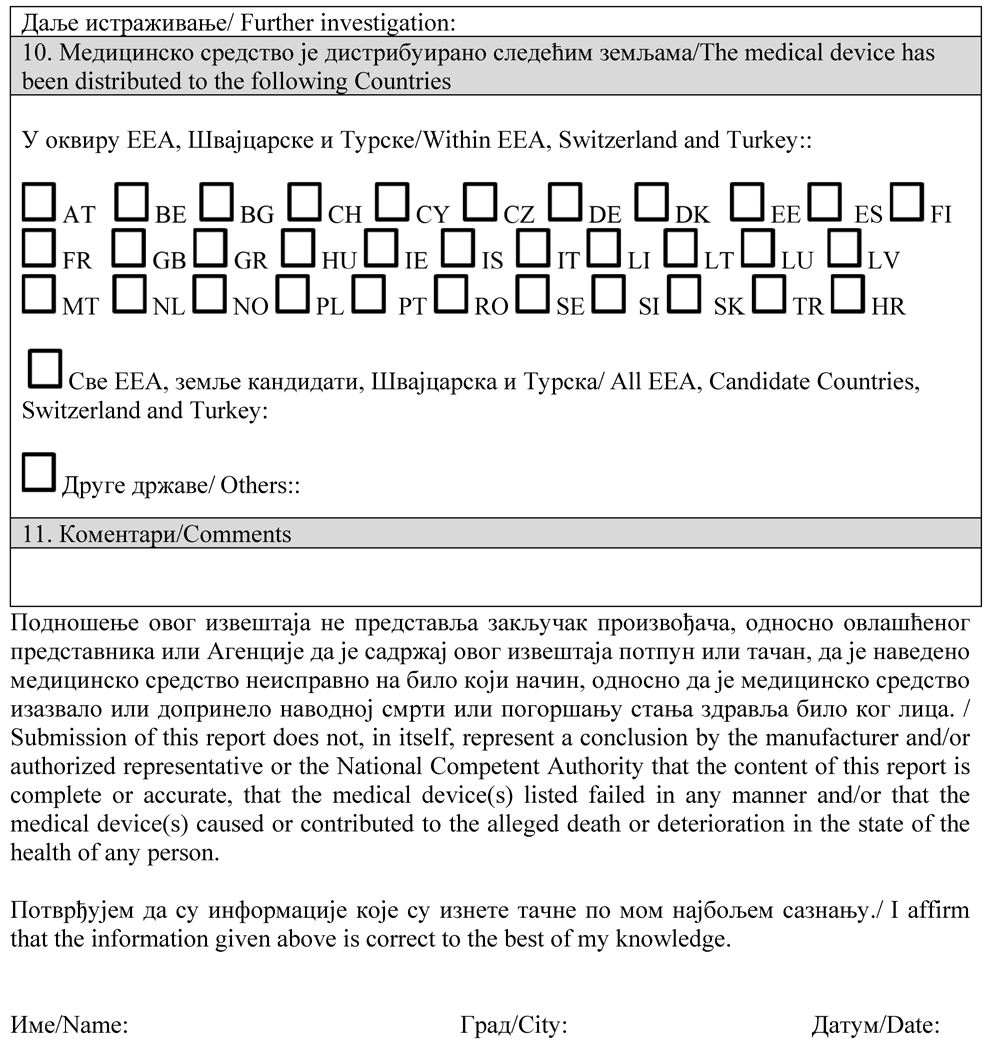 Даље истраживање/ Further investigation:
10. Медицинско средство је дистрибуирано следећим земљама/The medical device has
been distributed to the following Countries
У оквиру ЕЕА, Швајцарске и Турске/Within EEA, Switzerland and Turkey::
☐ AT ☐ BE ☐ BG ☐ CH ☐ CY ☐ CZ ☐ DE ☐ DK ☐ EE ☐ ES ☐ FI
☐ FR ☐ GB ☐ GR ☐ HU ☐ IE ☐ IS ☐ IT ☐ LI ☐ LT ☐ LU ☐ LV
☐ MT ☐ NL ☐ NO ☐ PL ☐ PT ☐ RO ☐ SE ☐ SI ☐ SK ☐ TR ☐ HR
☐ Све ЕЕА, земље кандидати, Швајцарска и Турска/ All EEA, Candidate Countries,
Switzerland and Turkey:
☐ Друге државе/ Others::
11. Коментари/Comments
Подношење овог извештаја не представља закључак произвођача, односно овлашћеног
представника или Агенције да је садржај овог извештаја потпун или тачан, да је наведено
медицинско средство неисправно на било који начин, односно да је медицинско средство
изазвало или допринело наводној смрти или погоршању стања здравља било ког лица. /
Submission of this report does not, in itself, represent a conclusion by the manufacturer and/or
authorized representative or the National Competent Authority that the content of this report is
complete or accurate, that the medical device(s) listed failed in any manner and/or that the
medical device(s) caused or contributed to the alleged death or deterioration in the state of the
health of any person.
Потврђујем да су информације које су изнете тачне по мом најбољем сазнању./ I affirm
that the information given above is correct to the best of my knowledge.
Име/Name: Град/City: Датум/Date: